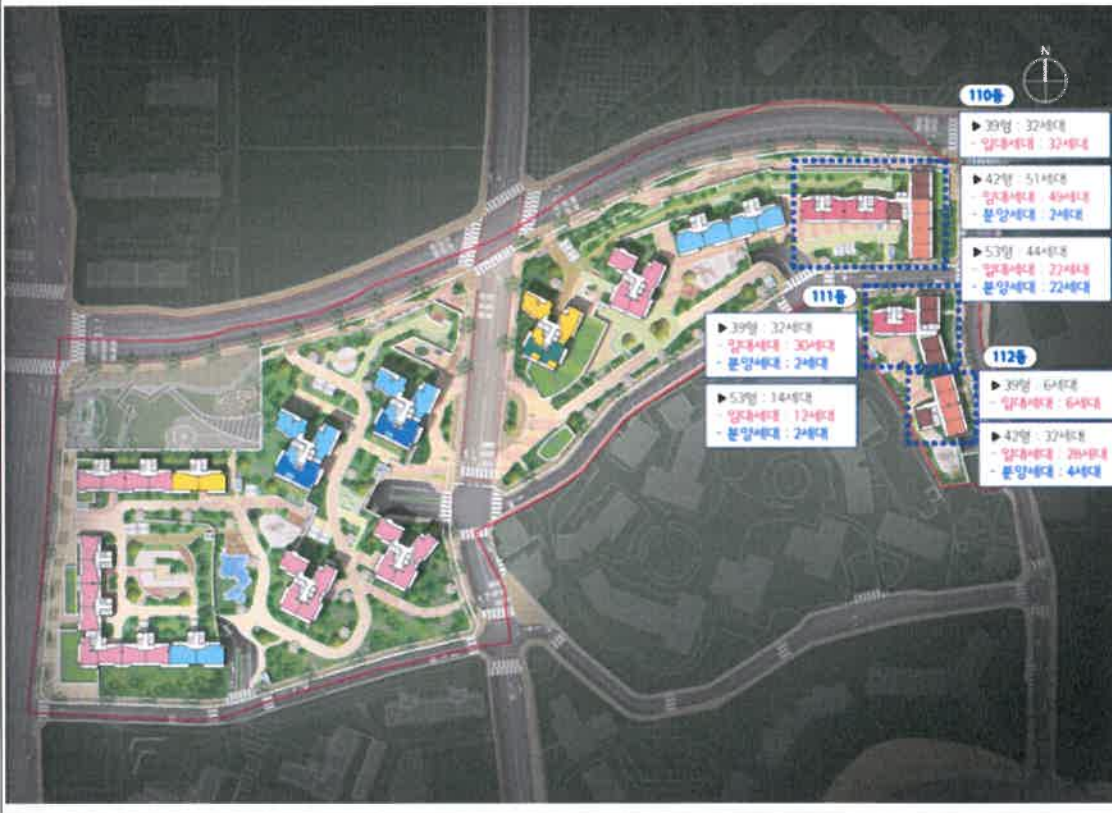 N
110동
▶39형 : 32세대
- 임대세대 : 32세대
▶42형 : 51세대
- 임대세대 : 49세대
- 분양세대 : 2세대
▶53형 : 44세대
- 임대세대 : 22세대
- 분양세대 : 22세대
111동
▶39형 : 32세대
- 임대세대 : 30세대
- 분양세대 : 2세대
▶53형 : 14세대
- 임대세대 : 12세대
- 분양세대 : 2세대
112동
▶39형 : 6세대
- 임대세대 : 6세대
▶42형 : 32세대
- 임대세대 : 28세대
- 분양세대 : 4세대